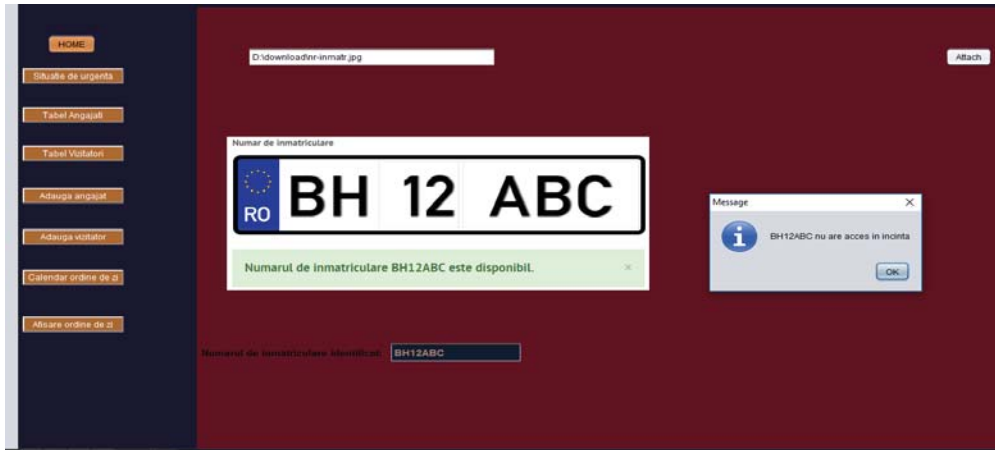 HOME
Situatie de urgenta
Tabel Angajati
Tabel Vizitatori
Adauga angajat
Adauga vizitator
Calendar ordine de zi
Afisare ordine de zi
D:\download\nr-inmatr.jpg
Attach
Numar de inmatriculare
RO BH 12 ABC
Numarul de inmatriculare BH12ABC este disponibil. ×
Message
BH12ABC nu are acces in incinta
OK
Numarul de inmatriculare identificat: BH12ABC